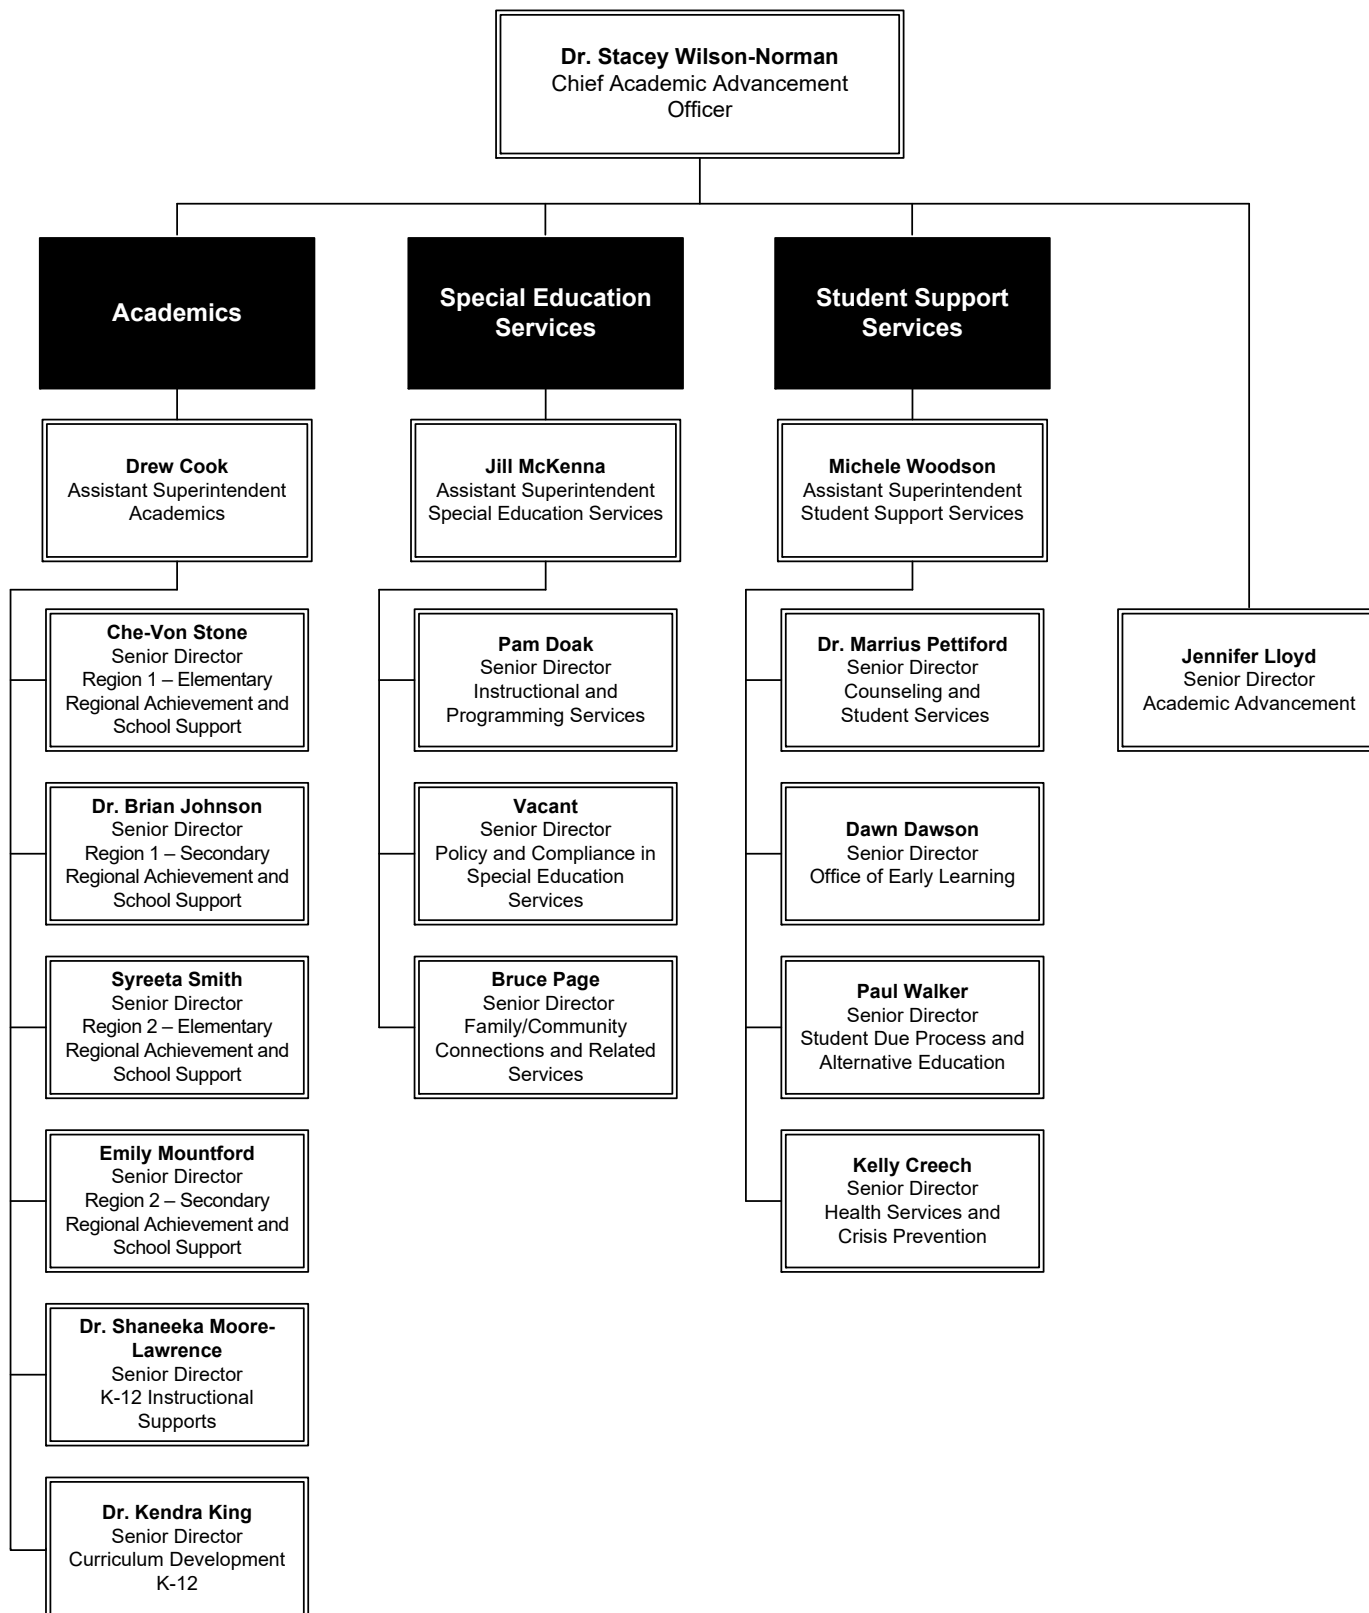 Dr. Stacey Wilson-Norman
Chief Academic Advancement
Officer
Academics
Special Education
Services
Student Support
Services
Drew Cook
Assistant Superintendent
Academics
Jill McKenna
Assistant Superintendent
Special Education Services
Michele Woodson
Assistant Superintendent
Student Support Services
Che-Von Stone
Senior Director
Region 1 – Elementary
Regional Achievement and
School Support
Pam Doak
Senior Director
Instructional and
Programming Services
Dr. Marrius Pettiford
Senior Director
Counseling and
Student Services
Jennifer Lloyd
Senior Director
Academic Advancement
Dr. Brian Johnson
Senior Director
Region 1 – Secondary
Regional Achievement and
School Support
Vacant
Senior Director
Policy and Compliance in
Special Education
Services
Dawn Dawson
Senior Director
Office of Early Learning
Syreeta Smith
Senior Director
Region 2 – Elementary
Regional Achievement and
School Support
Bruce Page
Senior Director
Family/Community
Connections and Related
Services
Paul Walker
Senior Director
Student Due Process and
Alternative Education
Emily Mountford
Senior Director
Region 2 – Secondary
Regional Achievement and
School Support
Kelly Creech
Senior Director
Health Services and
Crisis Prevention
Dr. Shaneeka Moore-
Lawrence
Senior Director
K-12 Instructional
Supports
Dr. Kendra King
Senior Director
Curriculum Development
K-12